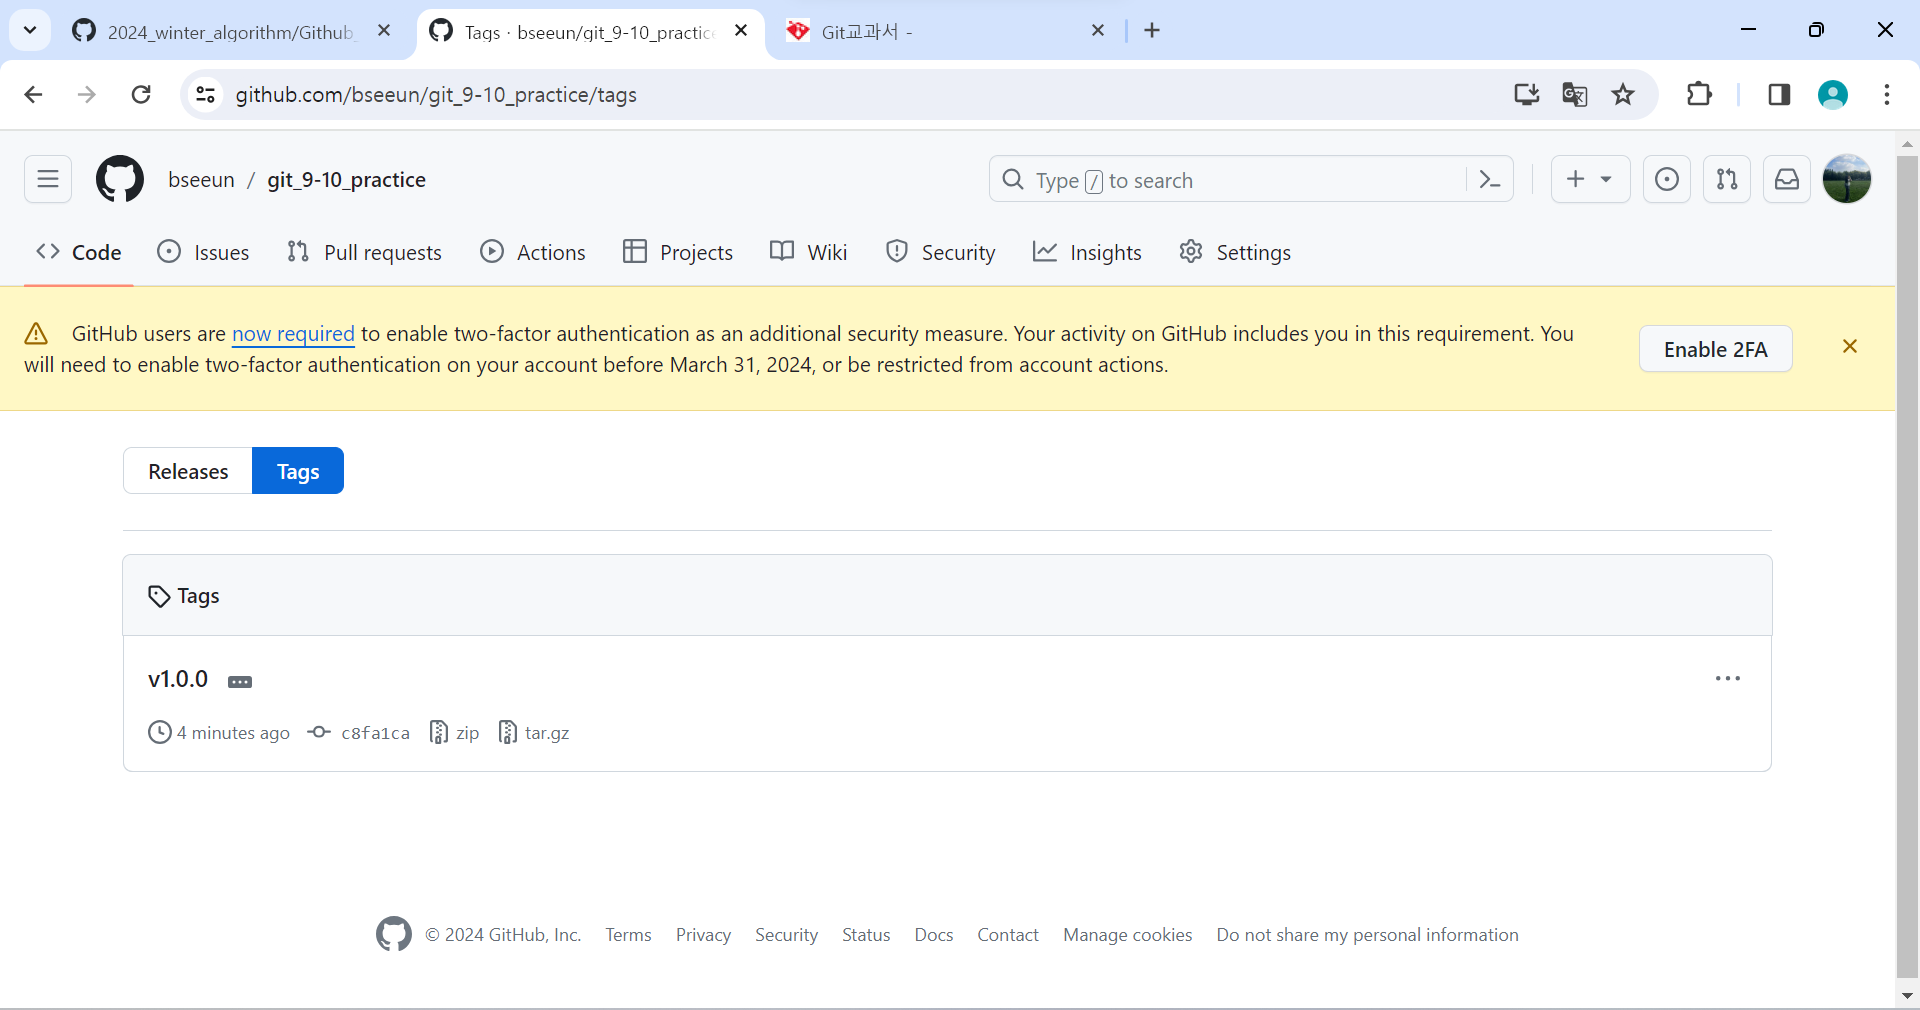 2024_winter_algorithm/Github_
Tags · bseeun/git_9-10_practice
Git교과서 -
github.com/bseeun/git_9-10_practice/tags
bseeun / git_9-10_practice
Type / to search
Code Issues Pull requests Actions Projects Wiki Security Insights Settings
GitHub users are now required to enable two-factor authentication as an additional security measure. Your activity on GitHub includes you in this requirement. You
will need to enable two-factor authentication on your account before March 31, 2024, or be restricted from account actions.
Enable 2FA
Releases Tags
Tags
v1.0.0
4 minutes ago c8fa1ca zip tar.gz
© 2024 GitHub, Inc. Terms Privacy Security Status Docs Contact Manage cookies Do not share my personal information